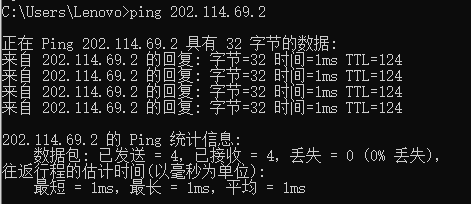 C:\Users\Lenovo>ping 202.114.69.2
正在 Ping 202.114.69.2 具有 32 字节的数据:
来自 202.114.69.2 的回复: 字节=32 时间=1ms TTL=124
来自 202.114.69.2 的回复: 字节=32 时间=1ms TTL=124
来自 202.114.69.2 的回复: 字节=32 时间=1ms TTL=124
来自 202.114.69.2 的回复: 字节=32 时间=1ms TTL=124
202.114.69.2 的 Ping 统计信息:
数据包: 已发送 = 4，已接收 = 4，丢失 = 0 (0% 丢失)，
往返行程的估计时间(以毫秒为单位):
最短 = 1ms，最长 = 1ms，平均 = 1ms